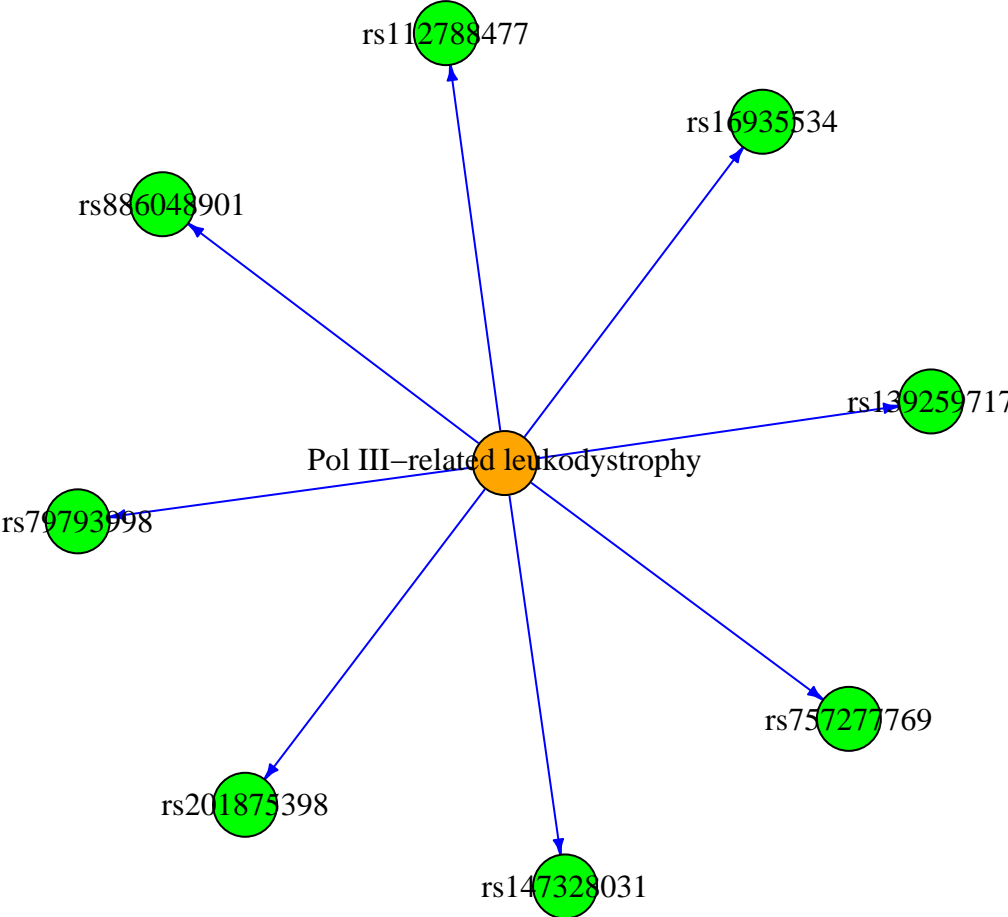 rs112788477
rs16935534
rs886048901
rs139259717
Pol III−related leukodystrophy
rs79793998
rs757277769
rs201875398
rs147328031